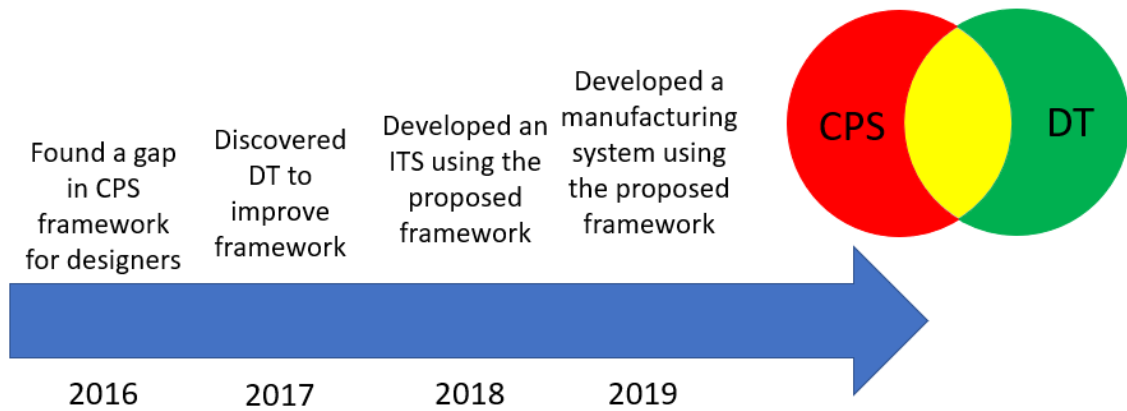 Found a gap
in CPS
framework
for designers
Discovered
DT to
improve
framework
Developed an
ITS using the
proposed
framework
Developed a
manufacturing
system using
the proposed
framework
CPS
DT
2016
2017
2018
2019